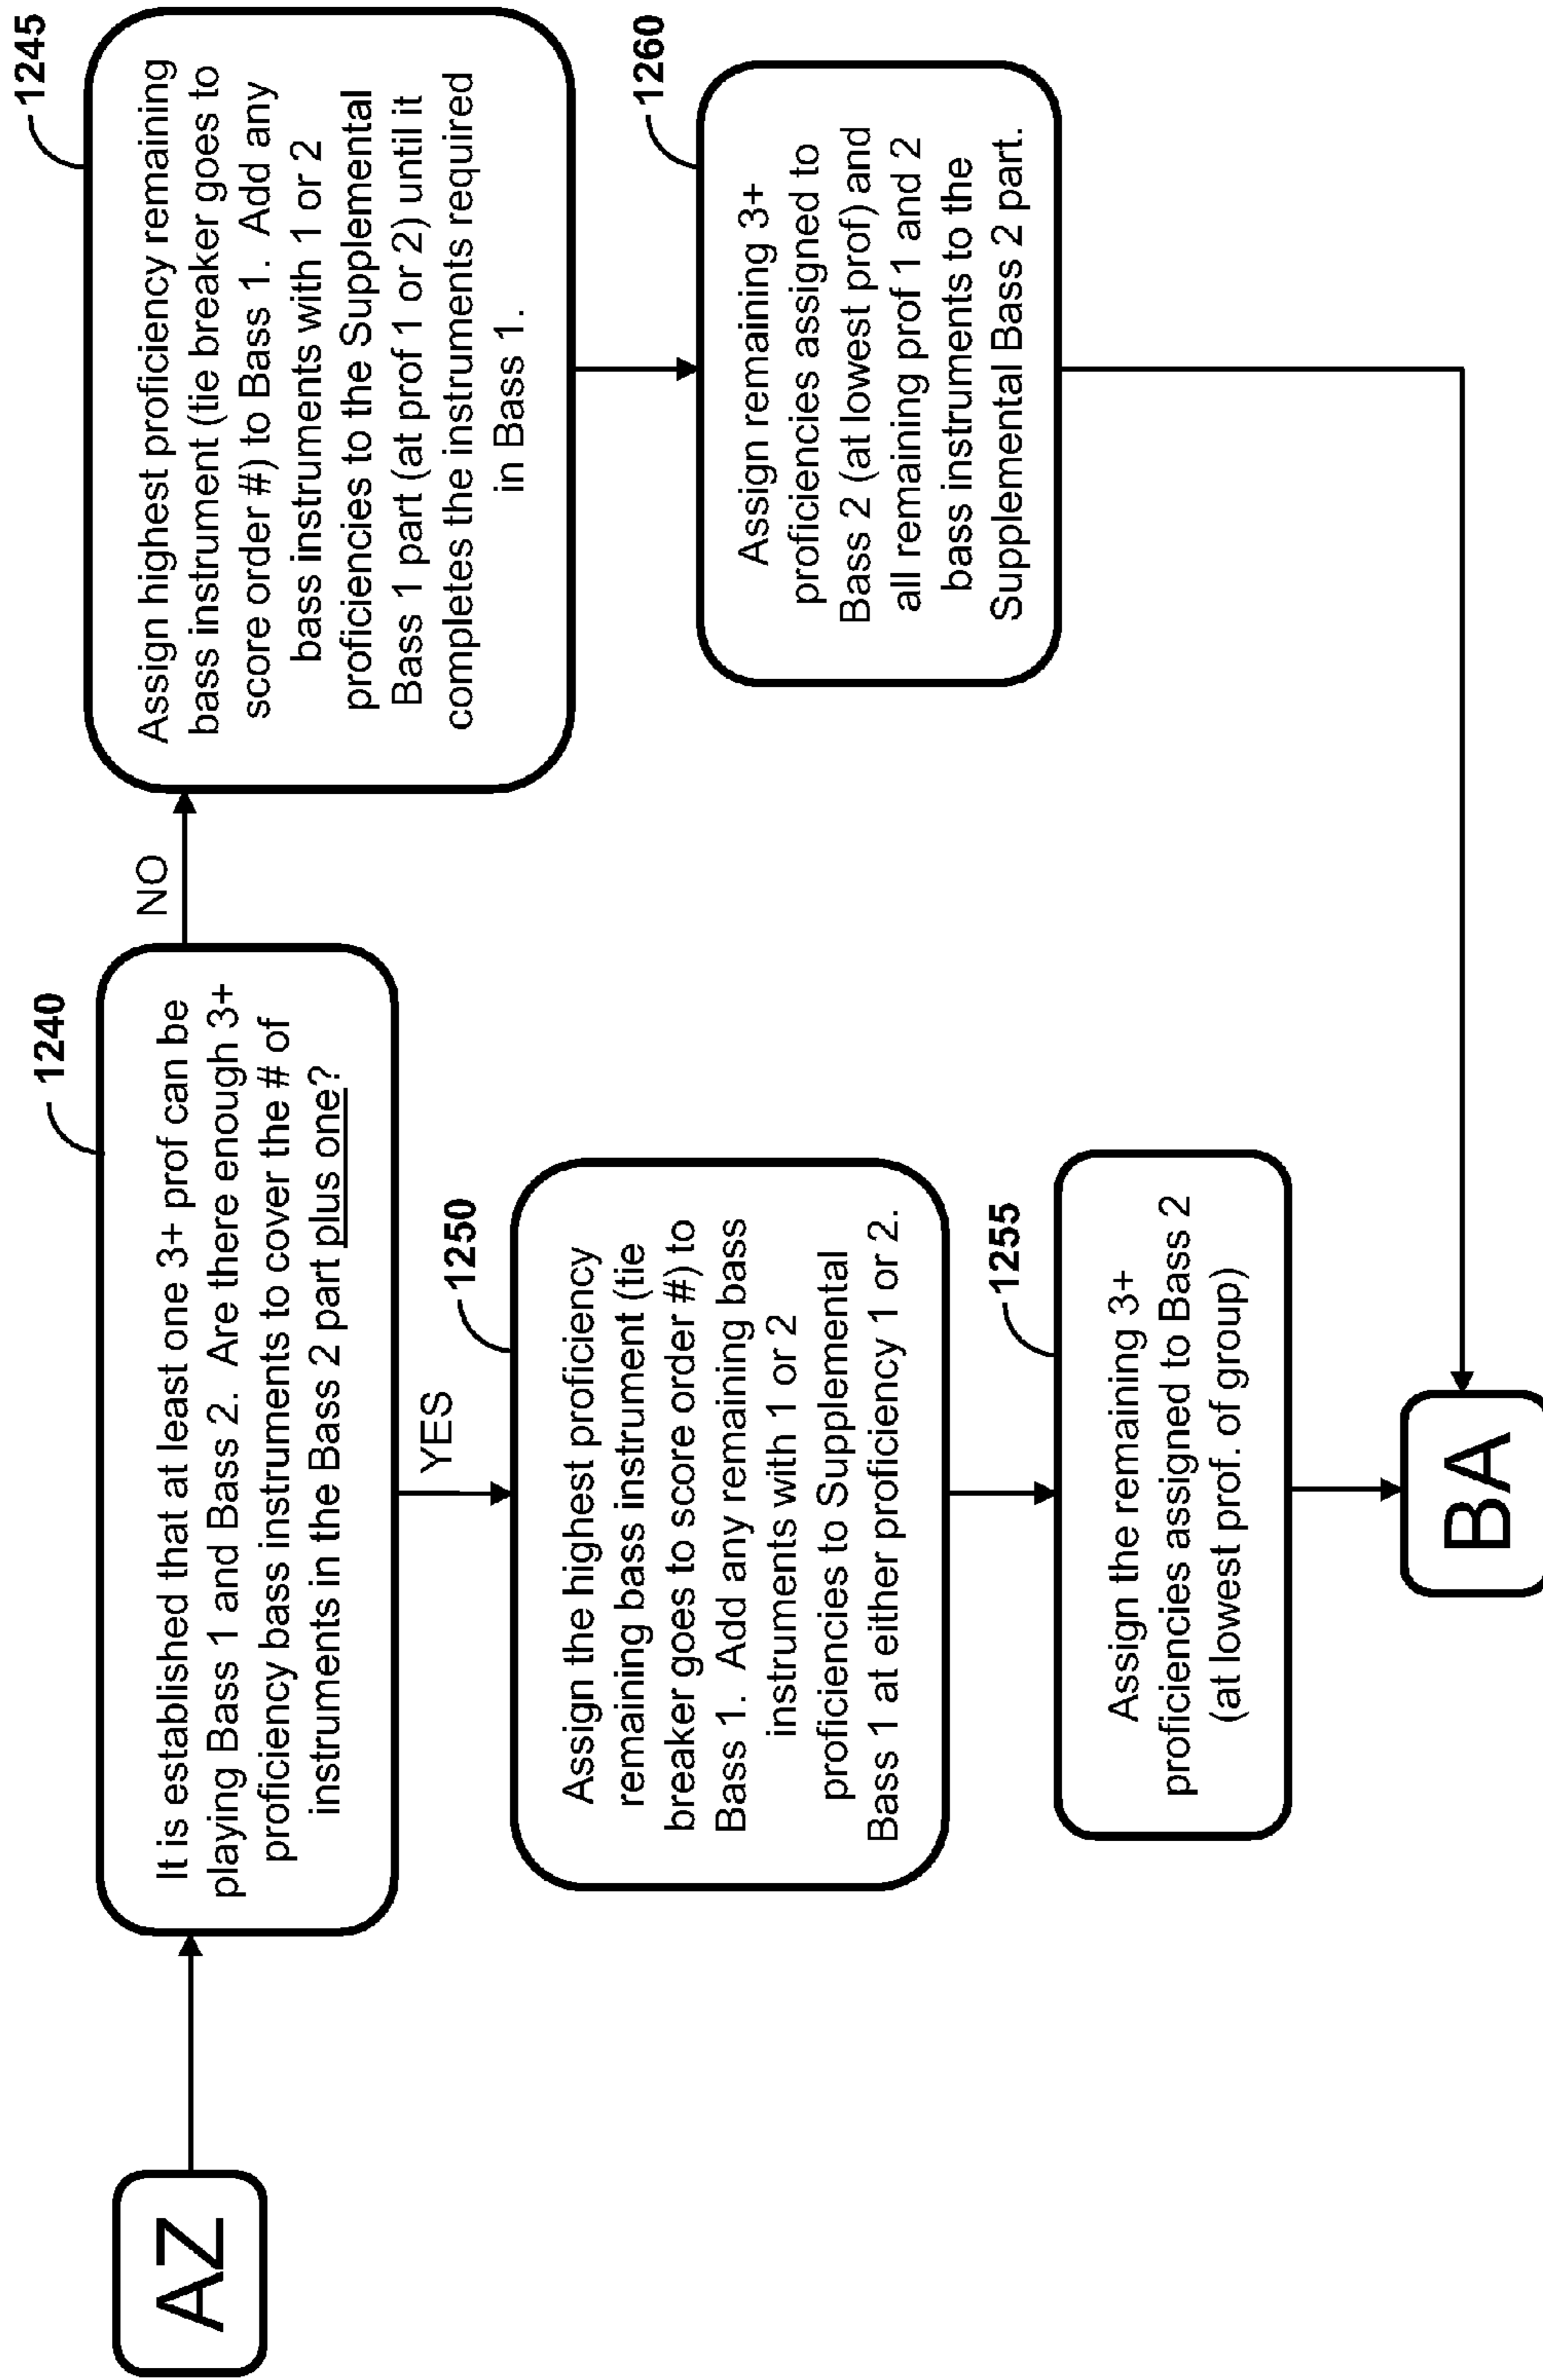 AZ
1240
It is established that at least one 3+ prof can be
playing Bass 1 and Bass 2.  Are there enough 3+
proficiency bass instruments to cover the # of
instruments in the Bass 2 part plus one?
NO
1245
Assign highest proficiency remaining
bass instrument (tie breaker goes to
score order #) to Bass 1.  Add any
bass instruments with 1 or 2
proficiencies to the Supplemental
Bass 1 part (at prof 1 or 2) until it
completes the instruments required
in Bass 1.
YES
1250
Assign the highest proficiency
remaining bass instrument (tie
breaker goes to score order #) to
Bass 1.  Add any remaining bass
instruments with 1 or 2
proficiencies to Supplemental
Bass 1 at either proficiency 1 or 2.
1260
Assign remaining 3+
proficiencies assigned to
Bass 2 (at lowest prof) and
all remaining prof 1 and 2
bass instruments to the
Supplemental Bass 2 part.
1255
Assign the remaining 3+
proficiencies assigned to Bass 2
(at lowest prof. of group)
BA